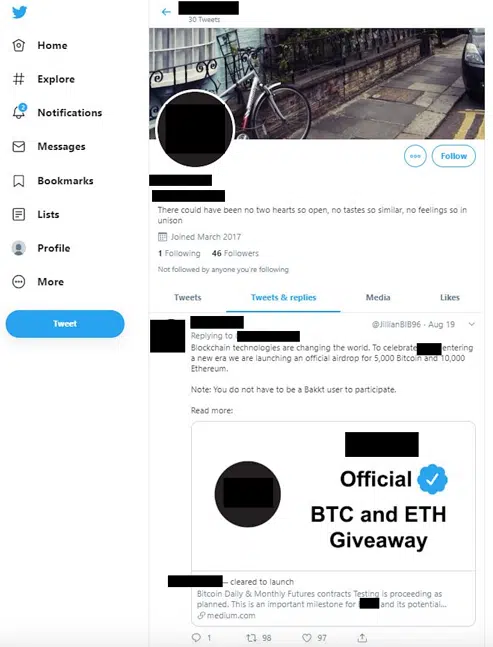 30 Tweets
Home
Explore
2
Notifications
Messages
Bookmarks
Lists
Profile
More
Tweet
Follow
There could have been no two hearts so open, no tastes so similar, no feelings so in
unison
Joined March 2017
1 Following 46 Followers
Not followed by anyone you're following
Tweets
Tweets & replies
Media
Likes
@JillianBIB96 · Aug 19
Replying to
Blockchain technologies are changing the world. To celebrate entering
a new era we are launching an official airdrop for 5,000 Bitcoin and 10,000
Ethereum.
Note: You do not have to be a Bakkt user to participate.
Read more:
Official
BTC and ETH
Giveaway
– cleared to launch
Bitcoin Daily & Monthly Futures contracts Testing is proceeding as
planned. This is an important milestone for and its potential...
medium.com
1
98
97